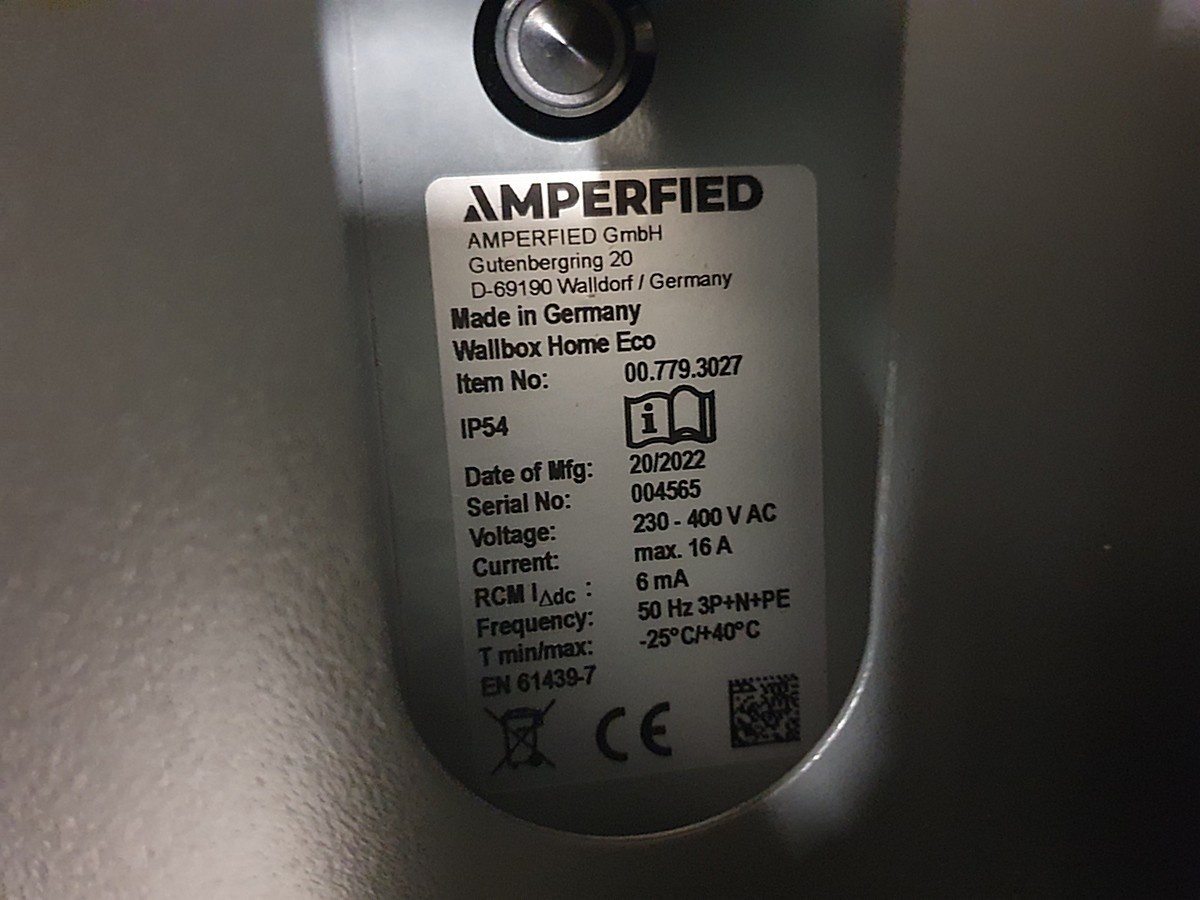 AMPERFIED
AMPERFIED GmbH
Gutenbergring 20
D-69190 Walldorf / Germany
Made in Germany
Wallbox Home Eco
Item No: 00.779.3027
IP54 i
Date of Mfg: 20/2022
Serial No: 004565
Voltage: 230 - 400 V AC
Current: max. 16 A
RCM I∆dc : 6 mA
Frequency: 50 Hz 3P+N+PE
T min/max: -25°C/+40°C
EN 61439-7
CE